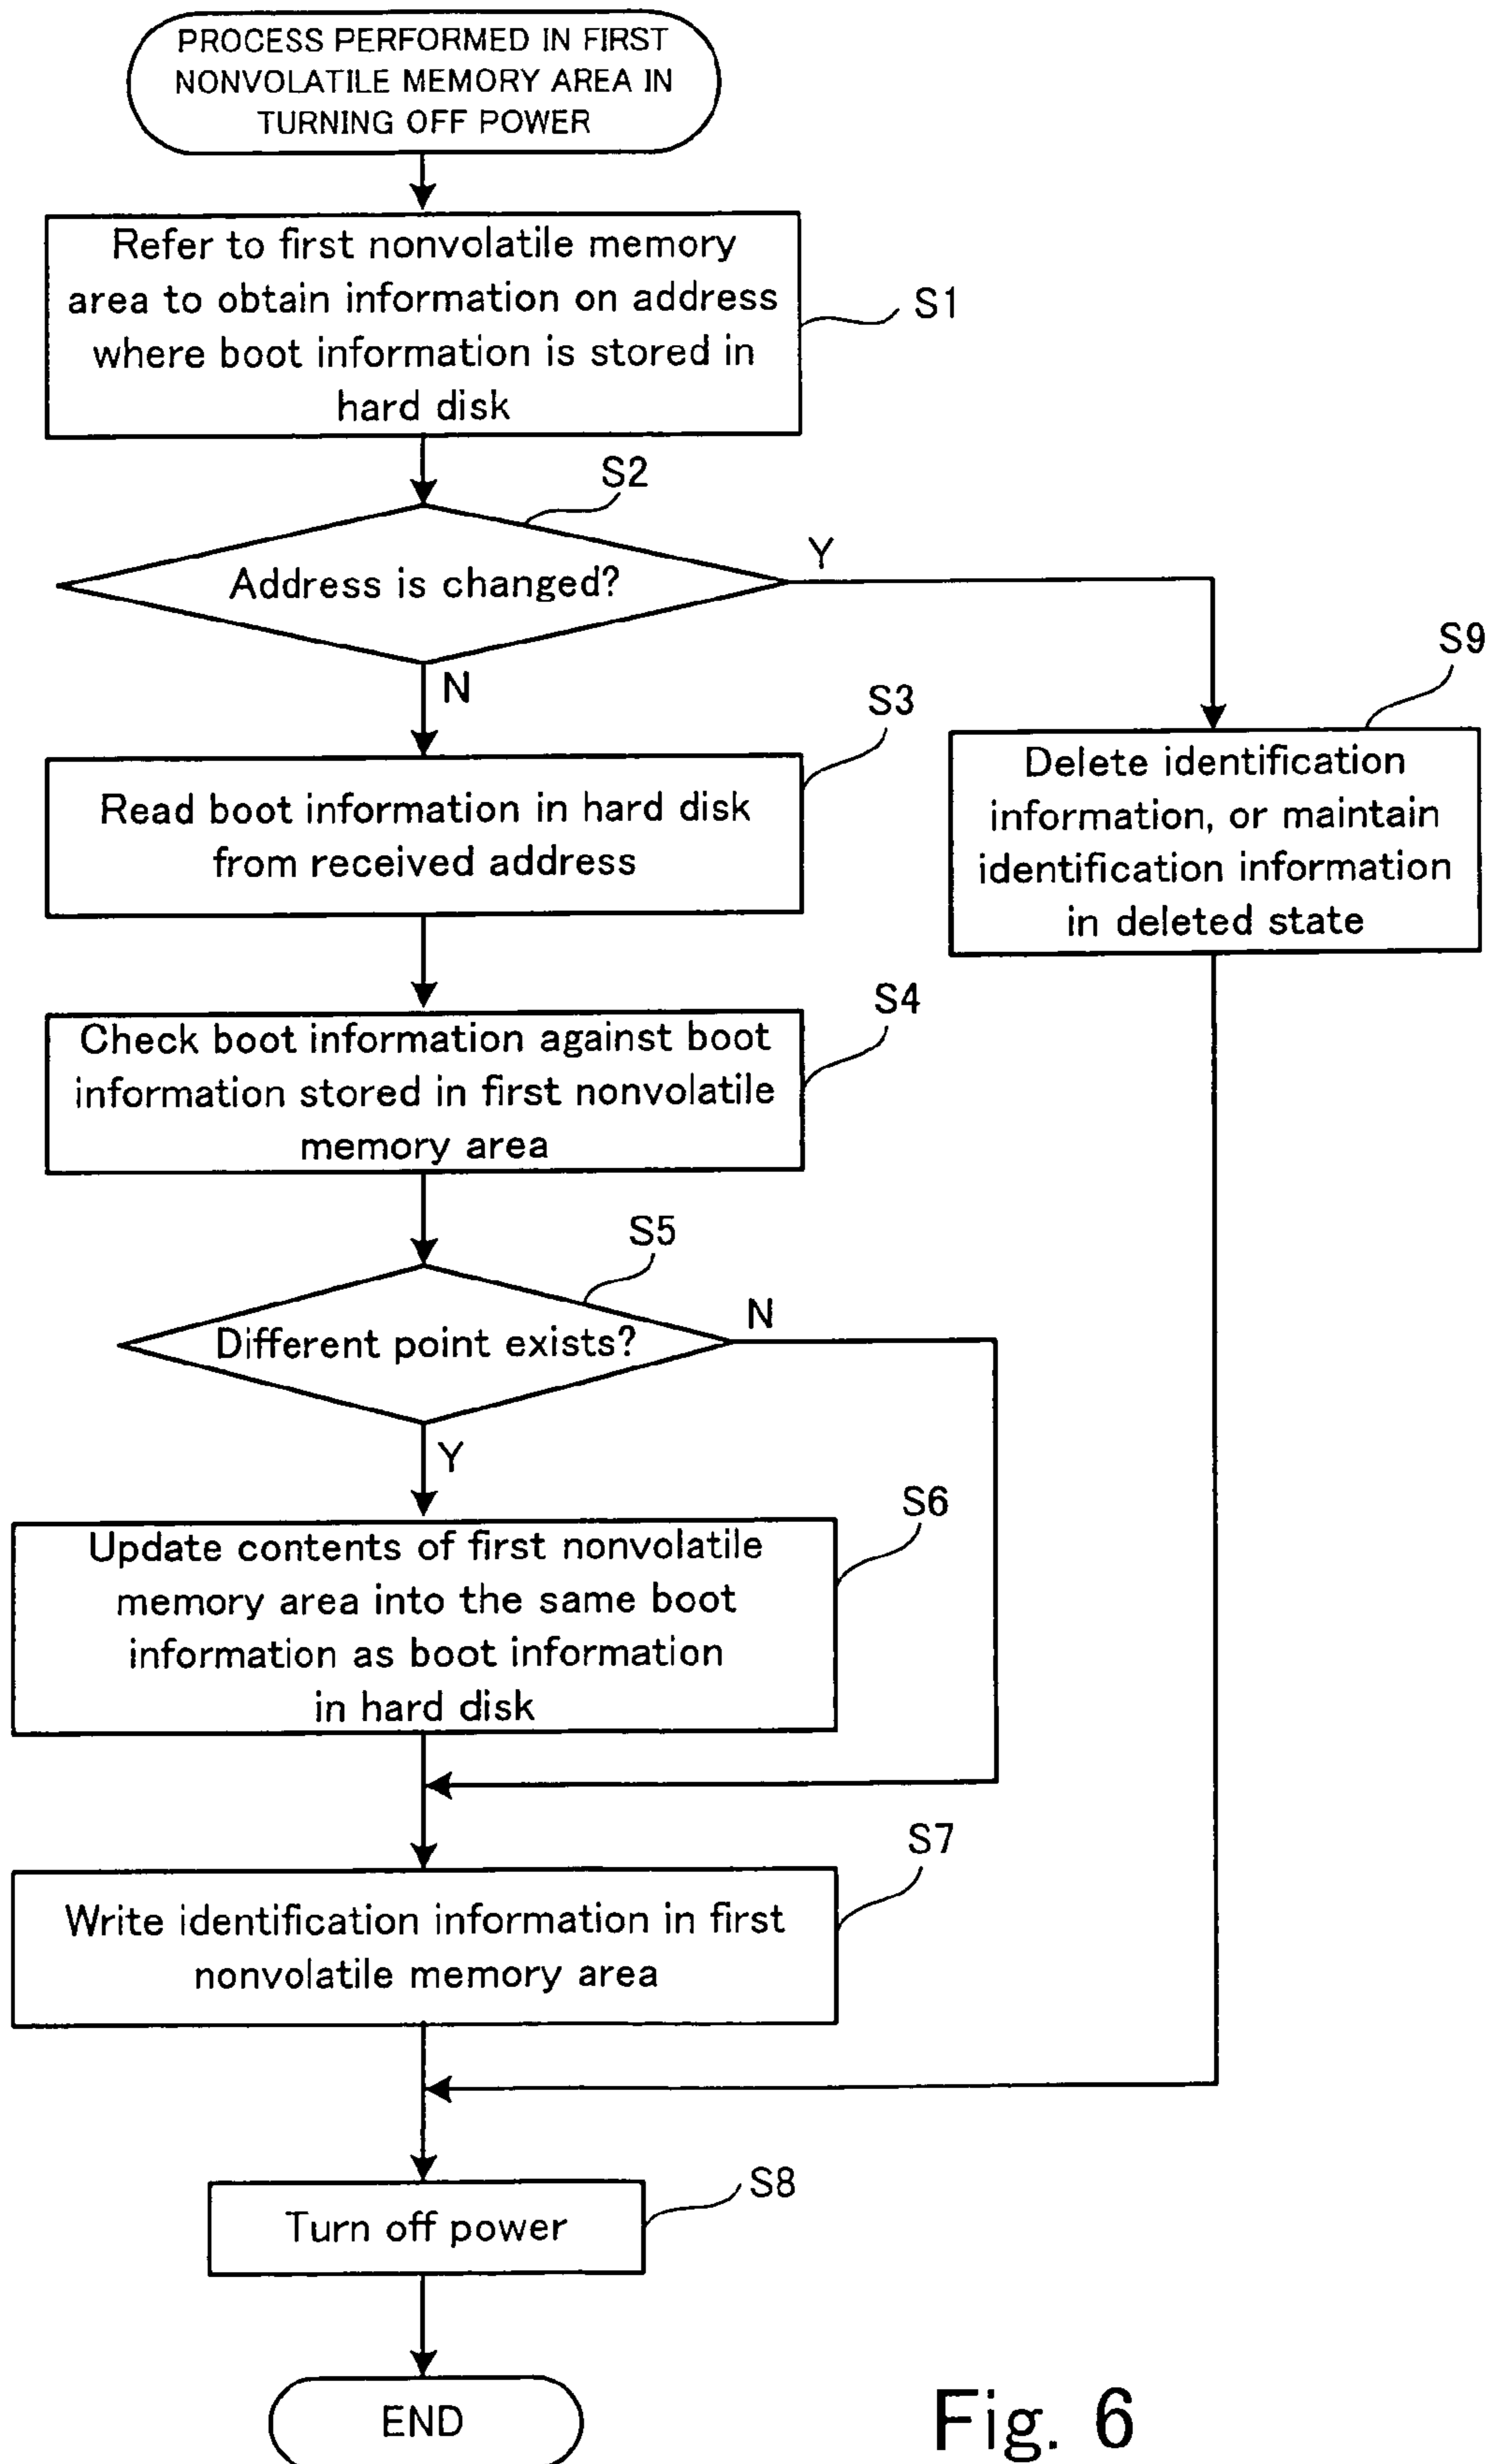 PROCESS PERFORMED IN FIRST
NONVOLATILE MEMORY AREA IN
TURNING OFF POWER
Refer to first nonvolatile memory
area to obtain information on address
where boot information is stored in
hard disk
S1
S2
Address is changed?
Y
N
S9
Delete identification
information, or maintain
identification information
in deleted state
S3
Read boot information in hard disk
from received address
S4
Check boot information against boot
information stored in first nonvolatile
memory area
S5
Different point exists?
N
Y
S6
Update contents of first nonvolatile
memory area into the same boot
information as boot information
in hard disk
S7
Write identification information in first
nonvolatile memory area
S8
Turn off power
END
Fig. 6